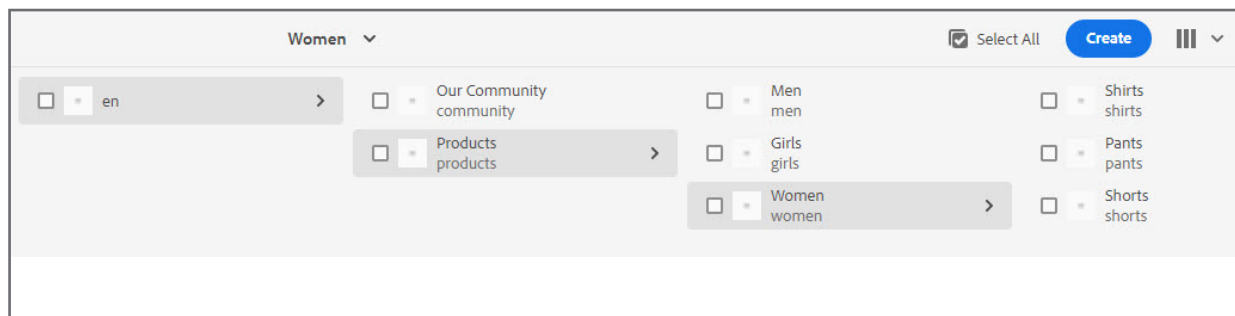 Women
Select All
Create
en
Our Community
community
Products
products
Men
men
Girls
girls
Women
women
Shirts
shirts
Pants
pants
Shorts
shorts